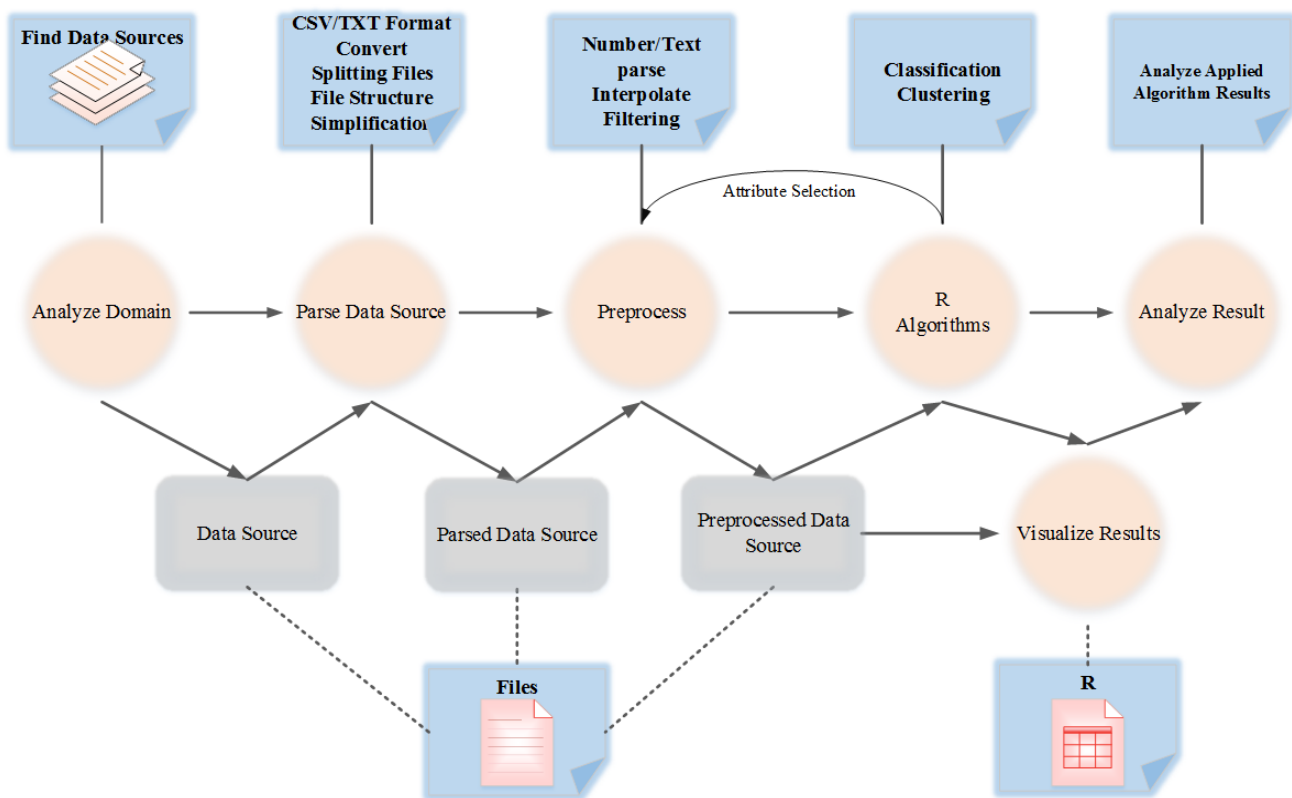 Find Data Sources
CSV/TXT Format
Convert
Splitting Files
File Structure
Simplification
Number/Text
parse
Interpolate
Filtering
Classification
Clustering
Analyze Applied
Algorithm Results
Attribute Selection
Analyze Domain
Parse Data Source
Preprocess
R
Algorithms
Analyze Result
Data Source
Parsed Data Source
Preprocessed Data
Source
Visualize Results
Files
R